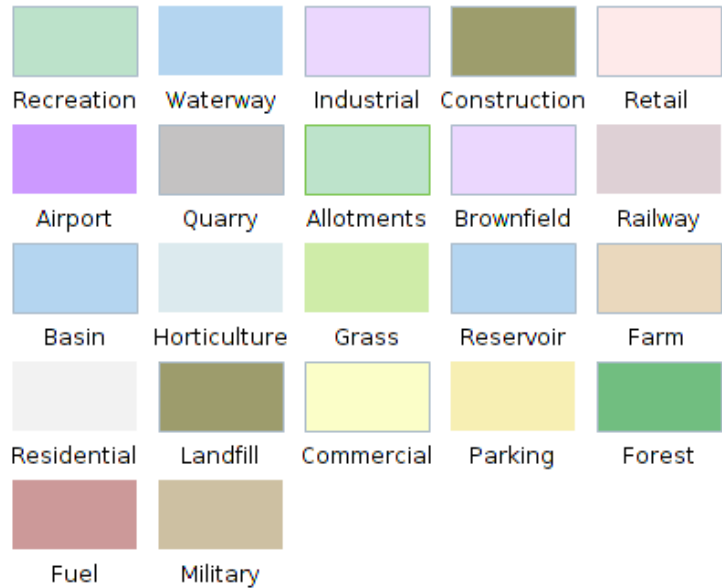 Recreation Waterway Industrial Construction Retail
Airport Quarry Allotments Brownfield Railway
Basin Horticulture Grass Reservoir Farm
Residential Landfill Commercial Parking Forest
Fuel Military